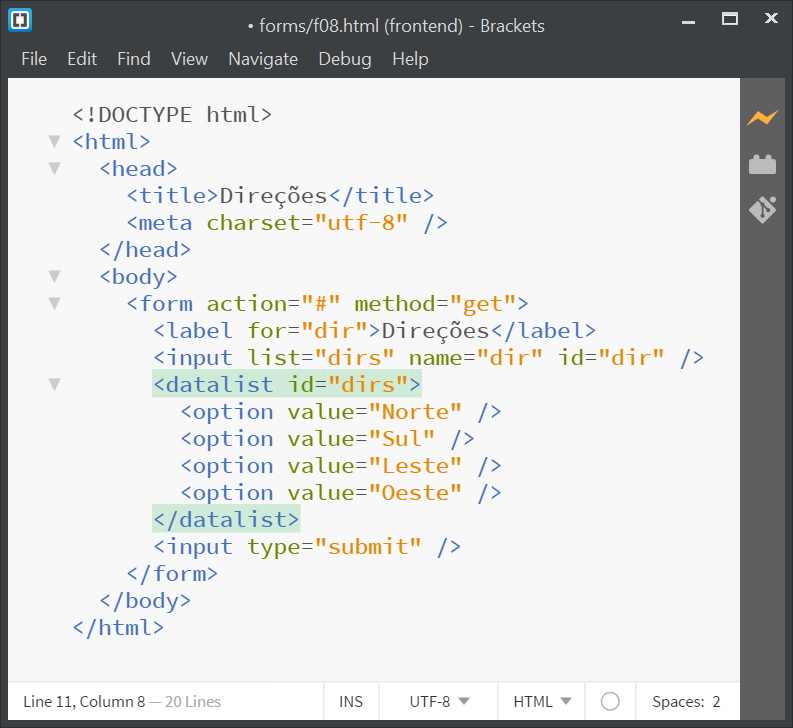 • forms/f08.html (frontend) - Brackets
File Edit Find View Navigate Debug Help
<!DOCTYPE html>
<html>
  <head>
    <title>Direções</title>
    <meta charset="utf-8" />
  </head>
  <body>
    <form action="#" method="get">
      <label for="dir">Direções</label>
      <input list="dirs" name="dir" id="dir" />
      <datalist id="dirs">
        <option value="Norte" />
        <option value="Sul" />
        <option value="Leste" />
        <option value="Oeste" />
      </datalist>
      <input type="submit" />
    </form>
  </body>
</html>
Line 11, Column 8 — 20 Lines INS UTF-8 HTML Spaces: 2